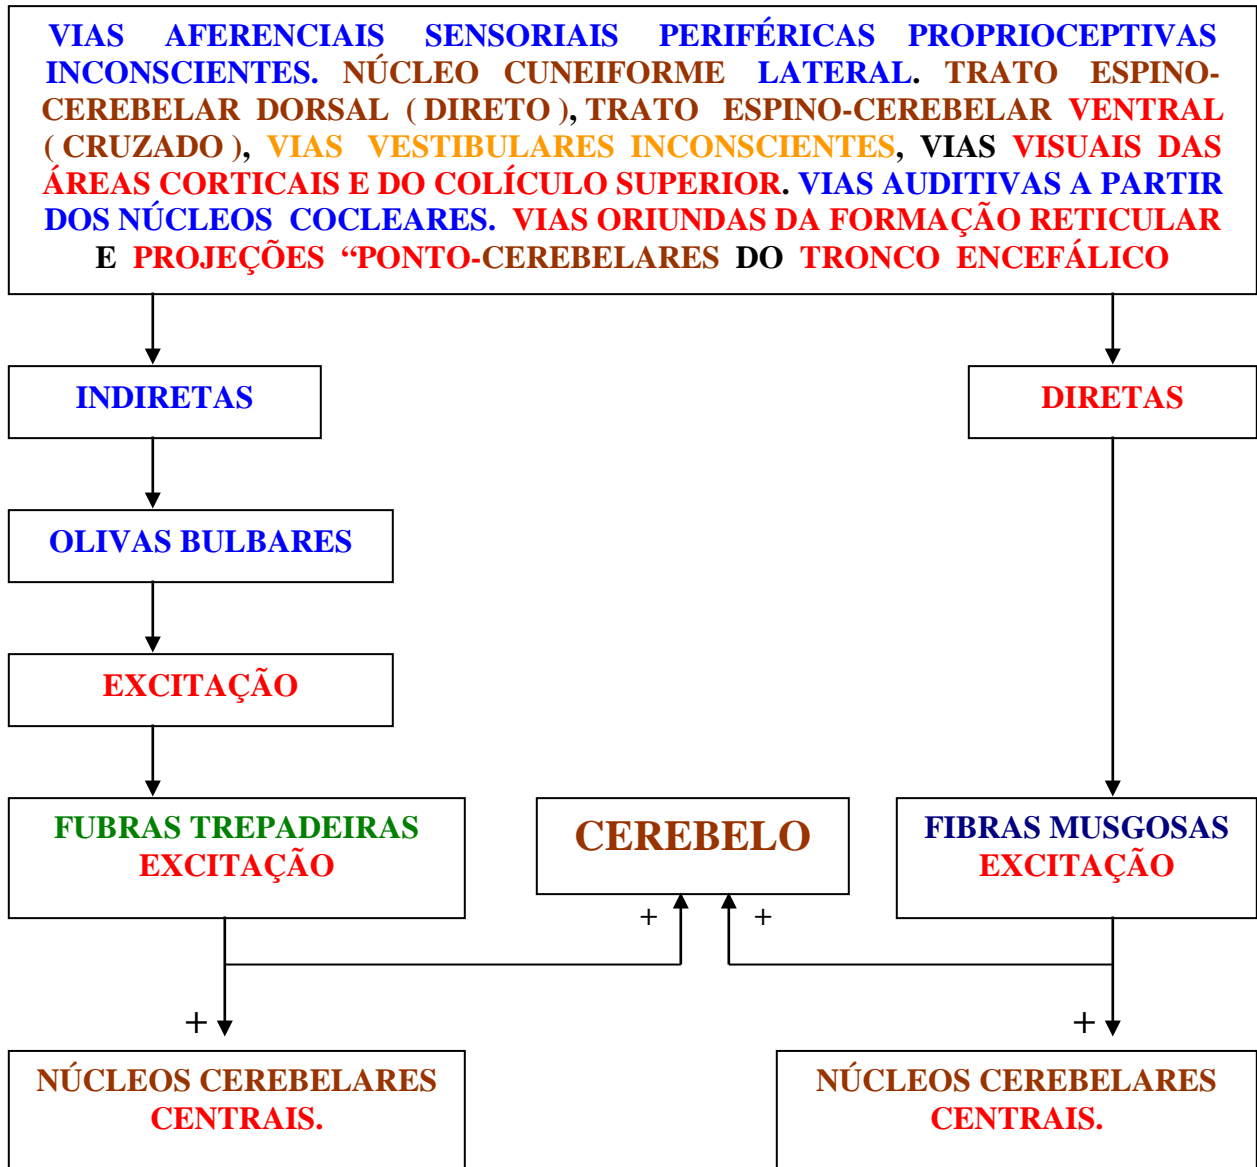 VIAS AFERENCIAIS SENSORIAIS PERIFÉRICAS PROPRIOCEPTIVAS
INCONSCIENTES. NÚCLEO CUNEIFORME LATERAL. TRATO ESPINO-
CEREBELAR DORSAL ( DIRETO ), TRATO ESPINO-CEREBELAR VENTRAL
( CRUZADO ), VIAS VESTIBULARES INCONSCIENTES, VIAS VISUAIS DAS
ÁREAS CORTICAIS E DO COLÍCULO SUPERIOR. VIAS AUDITIVAS A PARTIR
DOS NÚCLEOS COCLEARES. VIAS ORIUNDAS DA FORMAÇÃO RETICULAR
E PROJEÇÕES “PONTO-CEREBELARES DO TRONCO ENCEFÁLICO
INDIRETAS
DIRETAS
OLIVAS BULBARES
EXCITAÇÃO
FUBRAS TREPADEIRAS
EXCITAÇÃO
CEREBELO
FIBRAS MUSGOSAS
EXCITAÇÃO
+ +
+
+
NÚCLEOS CEREBELARES
CENTRAIS.
NÚCLEOS CEREBELARES
CENTRAIS.